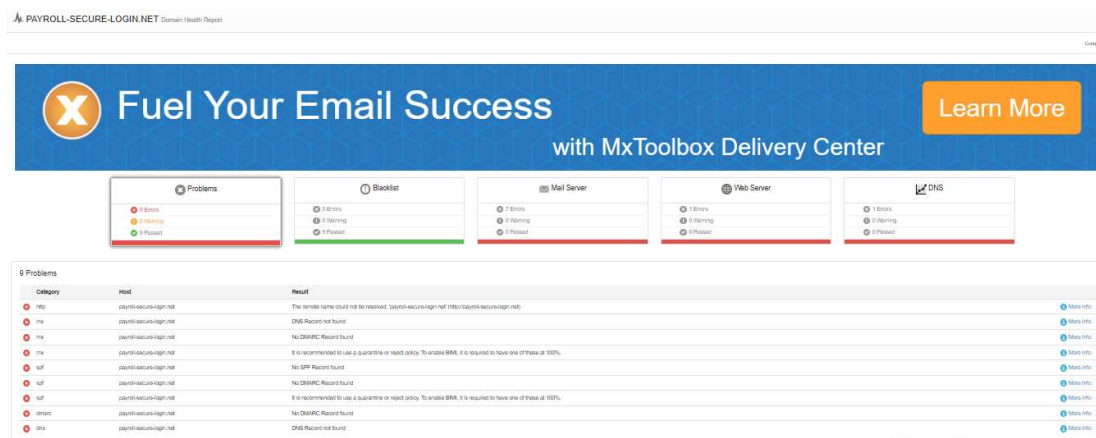 PAYROLL-SECURE-LOGIN.NET Domain Health Report
X Fuel Your Email Success
with MxToolbox Delivery Center
Learn More
Problems
9 Errors
0 Warning
9 Passed
Blacklist
0 Errors
0 Warning
9 Passed
Mail Server
7 Errors
0 Warning
0 Passed
Web Server
1 Errors
0 Warning
0 Passed
DNS
1 Errors
0 Warning
0 Passed
9 Problems
Category Host Result
http payroll-secure-login.net The remote name could not be resolved: 'payroll-secure-login.net' (http://payroll-secure-login.net) More Info
mx payroll-secure-login.net DNS Record not found More Info
mx payroll-secure-login.net No DMARC Record found More Info
mx payroll-secure-login.net It is recommended to use a quarantine or reject policy. To enable BIMI, it is required to have one of these at 100%. More Info
spf payroll-secure-login.net No SPF Record found More Info
spf payroll-secure-login.net No DMARC Record found More Info
spf payroll-secure-login.net It is recommended to use a quarantine or reject policy. To enable BIMI, it is required to have one of these at 100%. More Info
dmarc payroll-secure-login.net No DMARC Record found More Info
dns payroll-secure-login.net DNS Record not found More Info